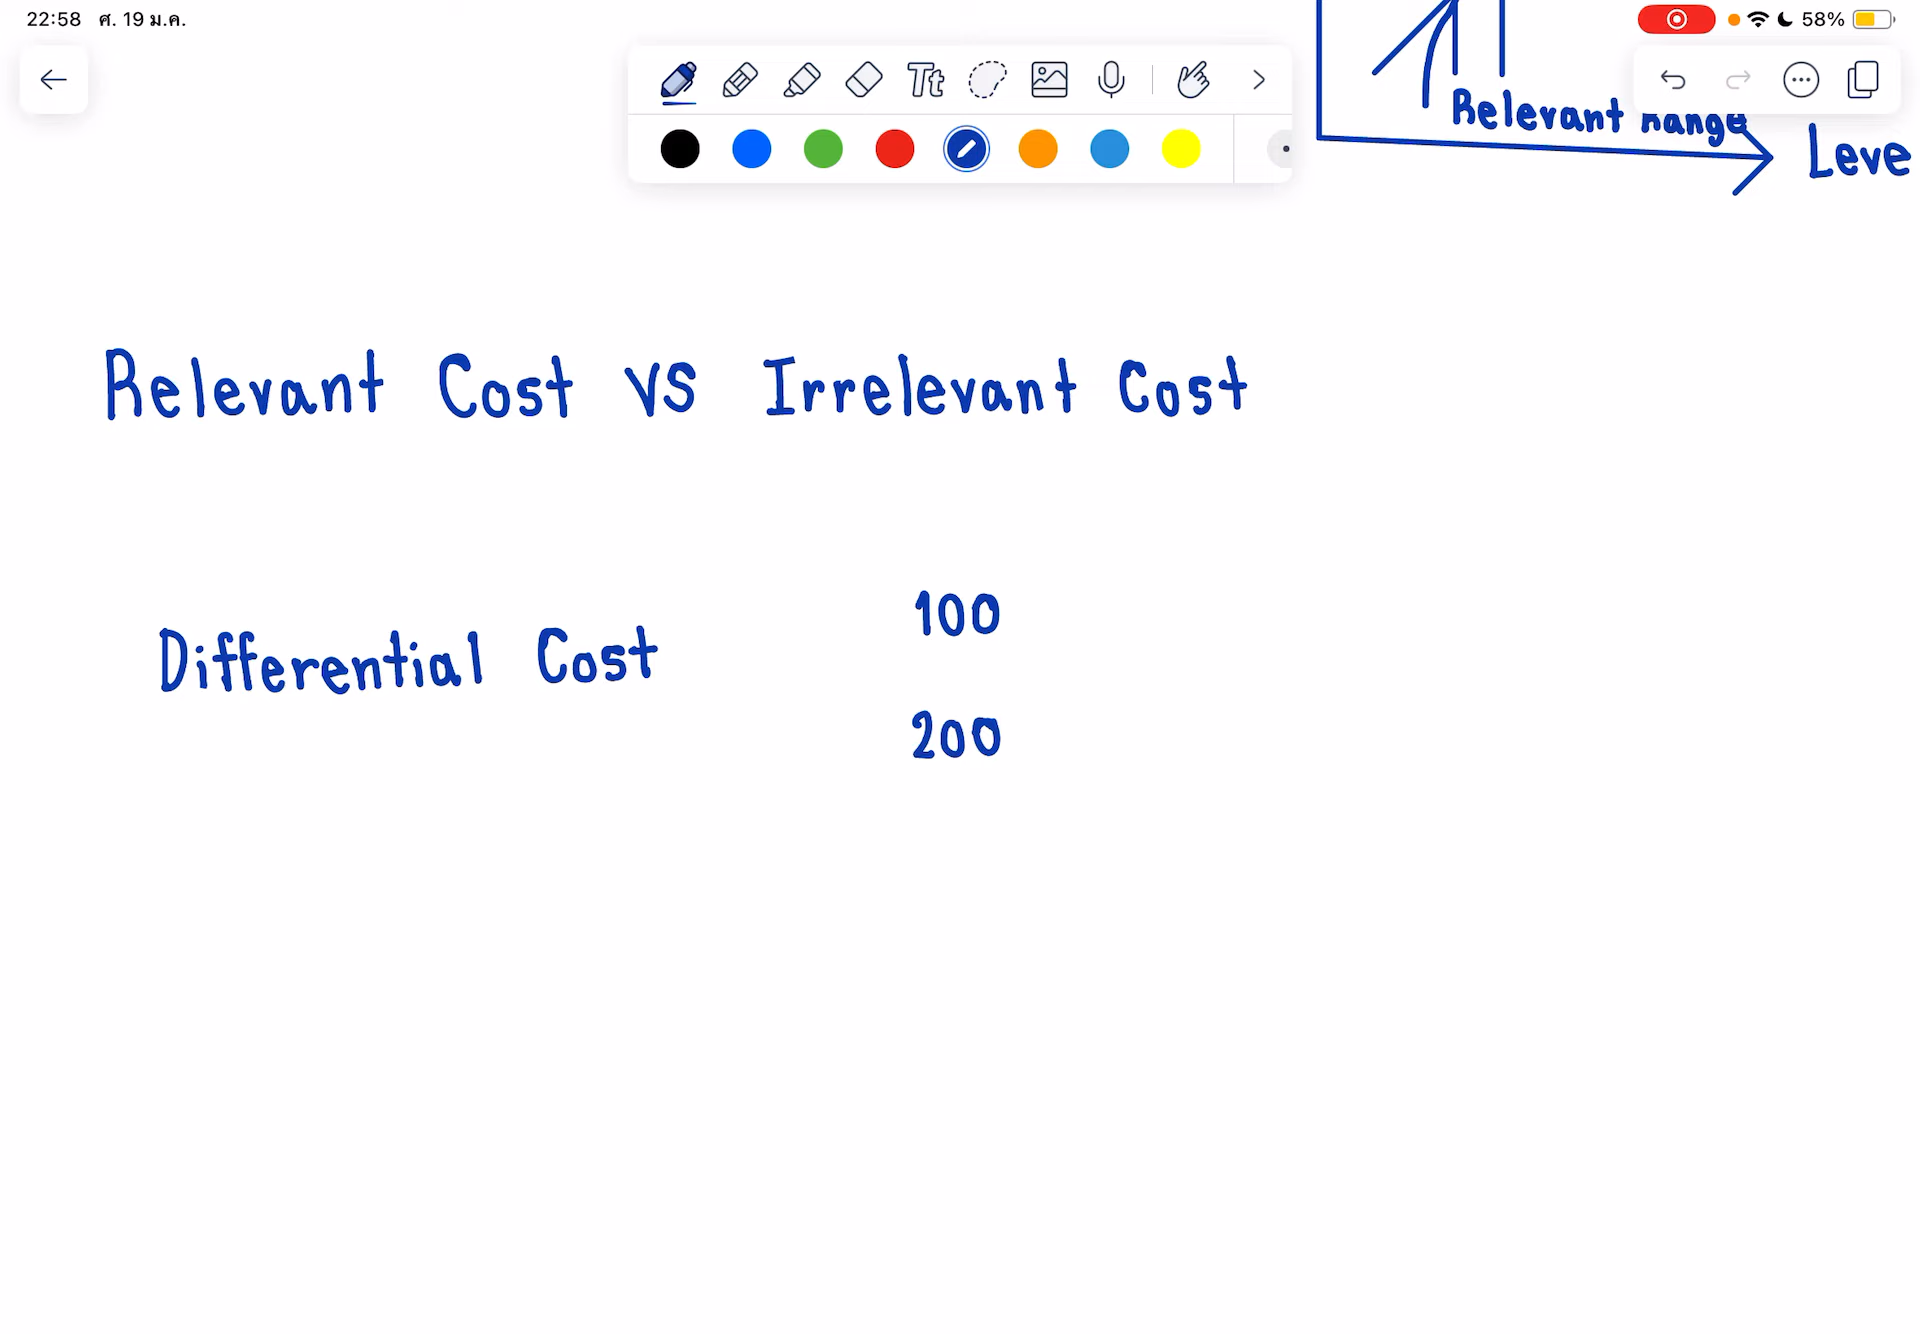 22:58 ศ. 19 ม.ค.
58%
Tt
Relevant Range
Leve
Relevant Cost VS Irrelevant Cost
100
Differential Cost
200